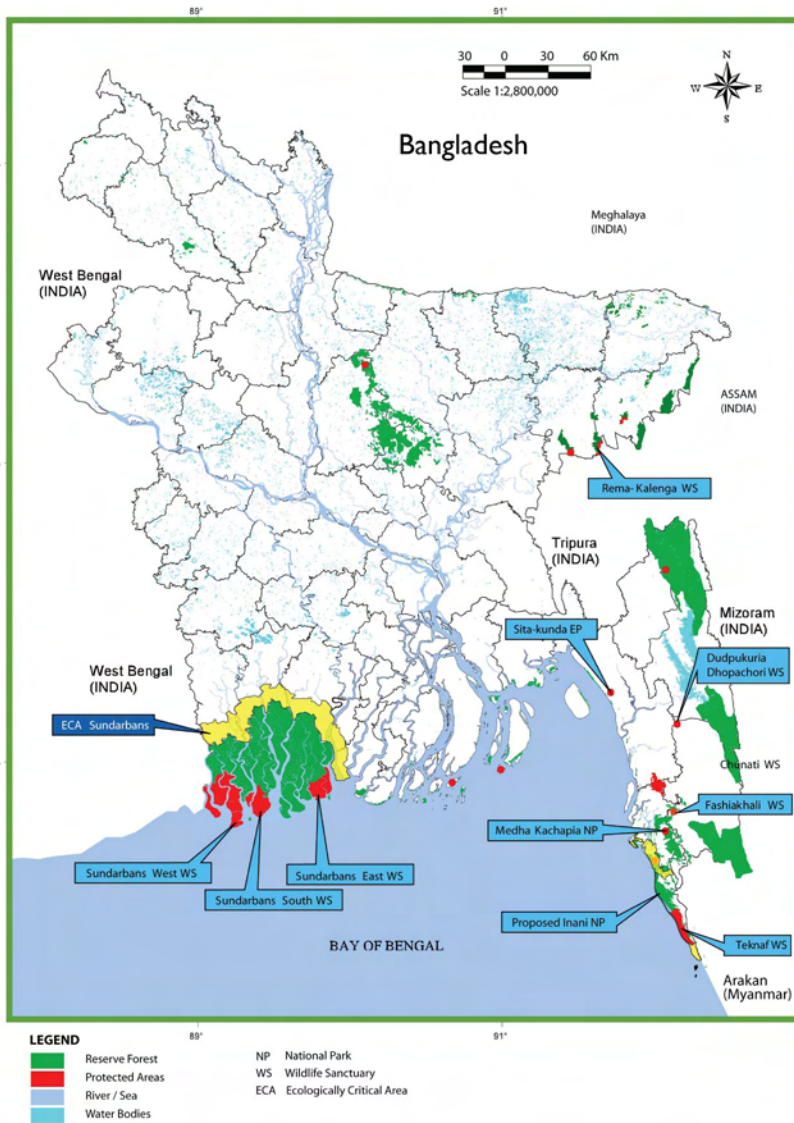 89°
91°
30 0 30 60 Km
Scale 1:2,800,000
N
W E
S
Bangladesh
Meghalaya
(INDIA)
West Bengal
(INDIA)
ASSAM
(INDIA)
Rema- Kalenga WS
Tripura
(INDIA)
Mizoram
(INDIA)
Sita-kunda EP
Dudpukuria
Dhopachori WS
West Bengal
(INDIA)
ECA Sundarbans
Chunati WS
Fashiakhali WS
Medha Kachapia NP
Sundarbans West WS
Sundarbans East WS
Sundarbans South WS
Proposed Inani NP
BAY OF BENGAL
Teknaf WS
Arakan
(Myanmar)
89°
91°
LEGEND
Reserve Forest
Protected Areas
River / Sea
Water Bodies
NP National Park
WS Wildlife Sanctuary
ECA Ecologically Critical Area